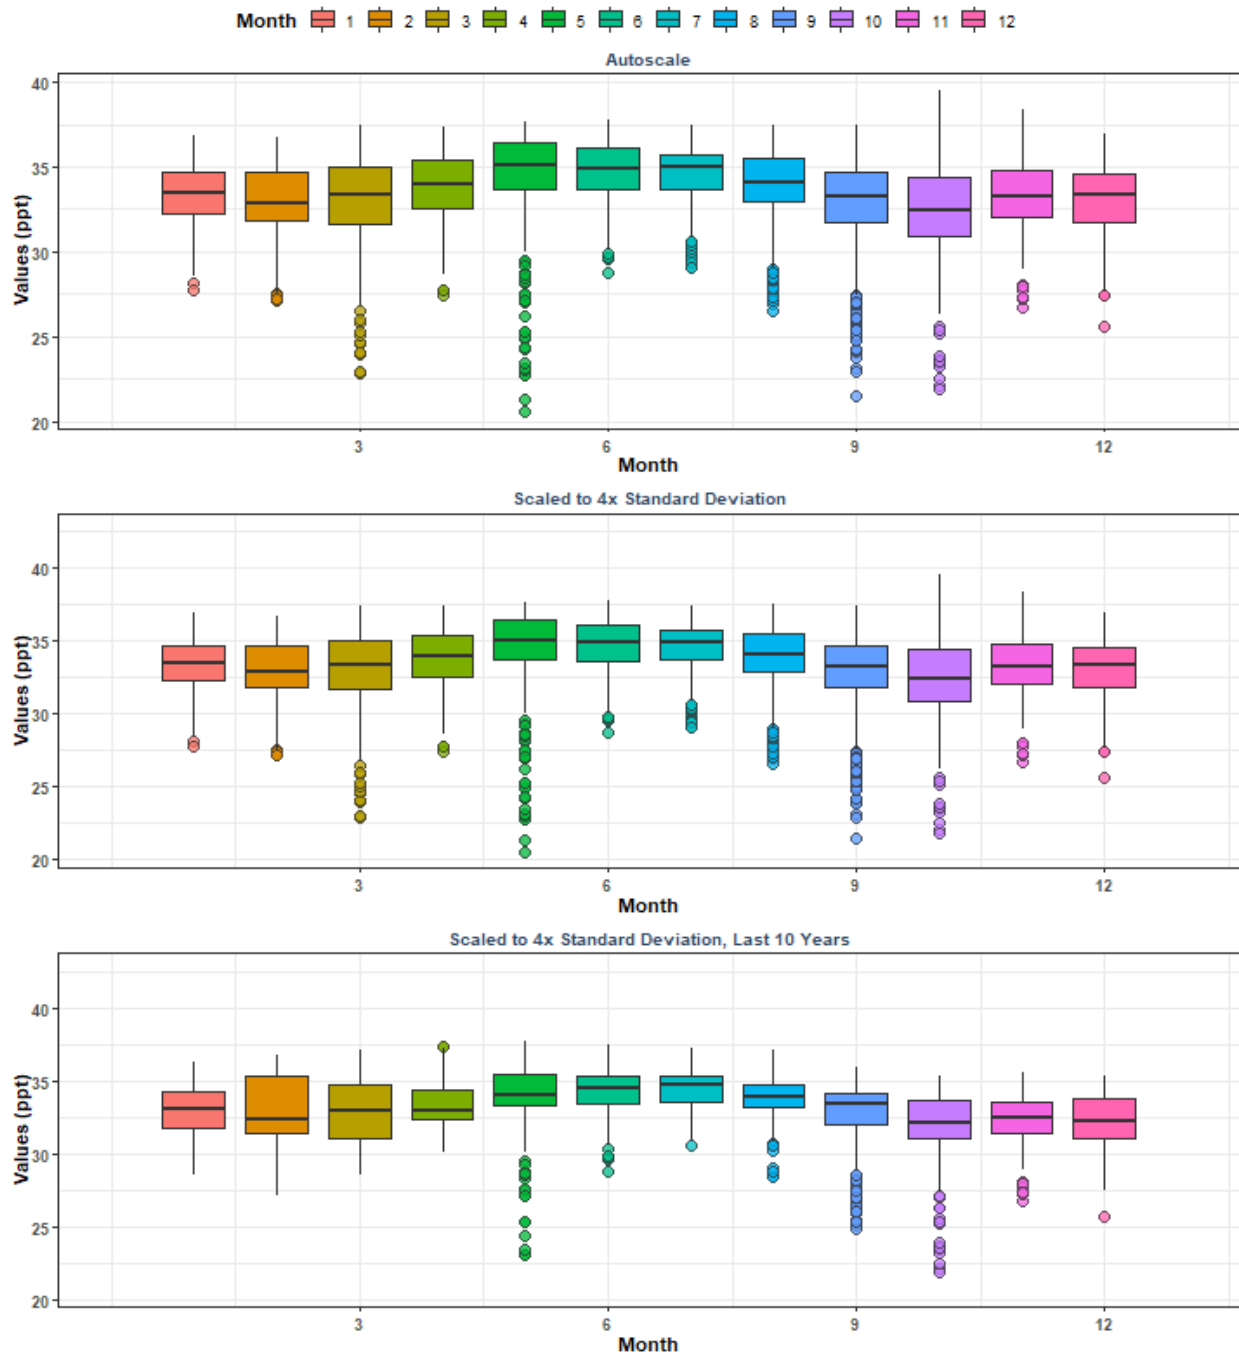 Month 1 2 3 4 5 6 7 8 9 10 11 12
Autoscale
Values (ppt)
40
35
30
25
20
3 6 9 12
Month
Scaled to 4x Standard Deviation
Values (ppt)
40
35
30
25
20
3 6 9 12
Month
Scaled to 4x Standard Deviation, Last 10 Years
Values (ppt)
40
35
30
25
20
3 6 9 12
Month